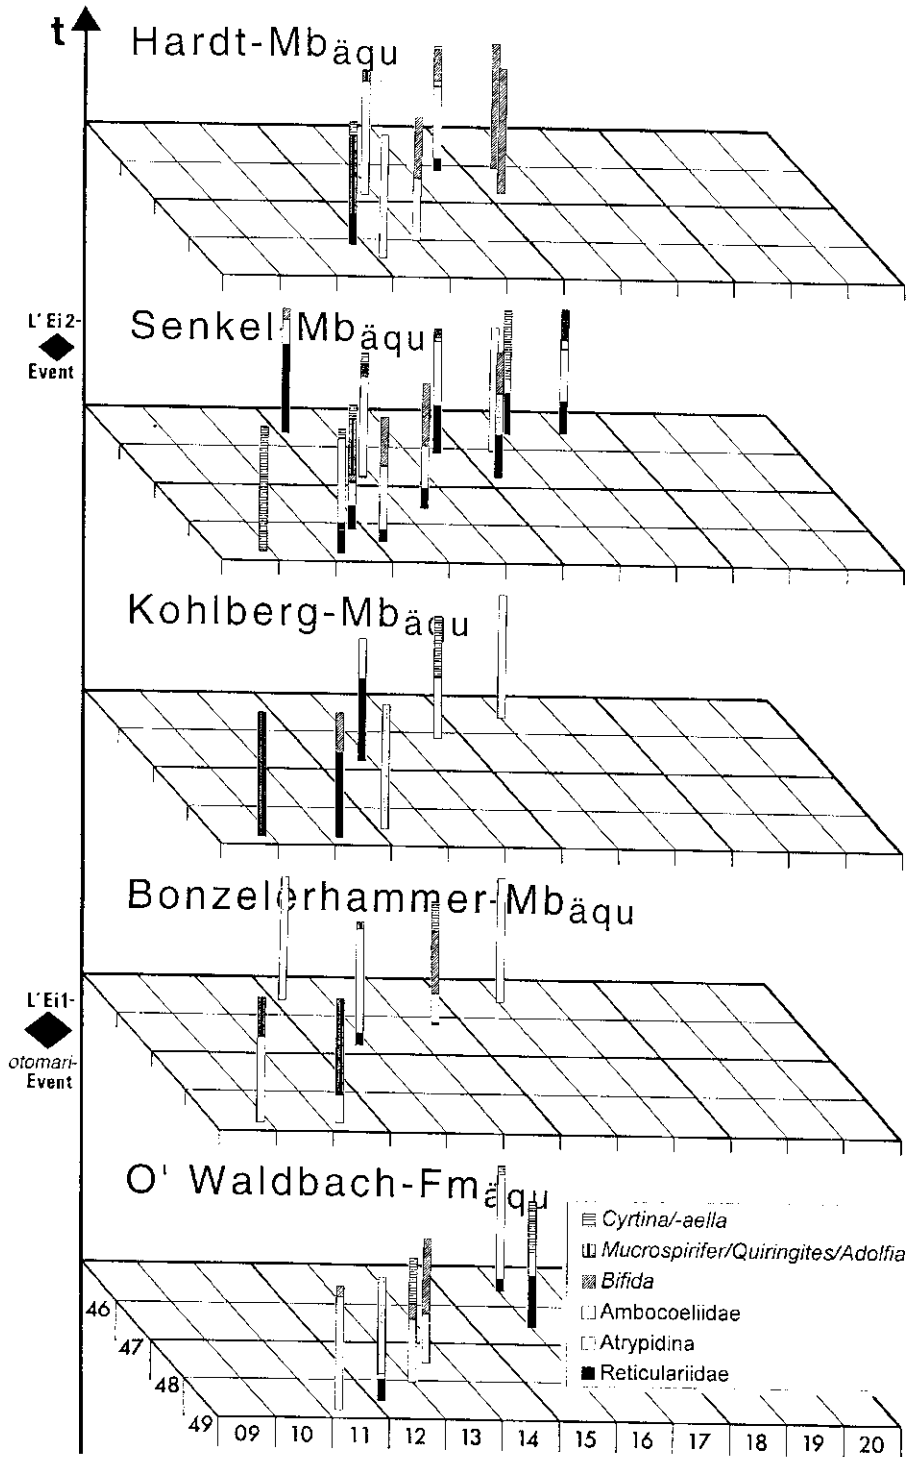 t
Hardt-Mbäqu
L'Ei2-
Event
Senkel-Mbäqu
Kohlberg-Mbäqu
Bonzelerhammer-Mbäqu
L'Ei1-
otomari-
Event
O' Waldbach-Fmäqu
Cyrtina/-aella
Mucrospirifer/Quiringites/Adolfia
Bifida
Ambocoeliidae
Atrypidina
Reticulariidae
46
47
48
49
09 10 11 12 13 14 15 16 17 18 19 20